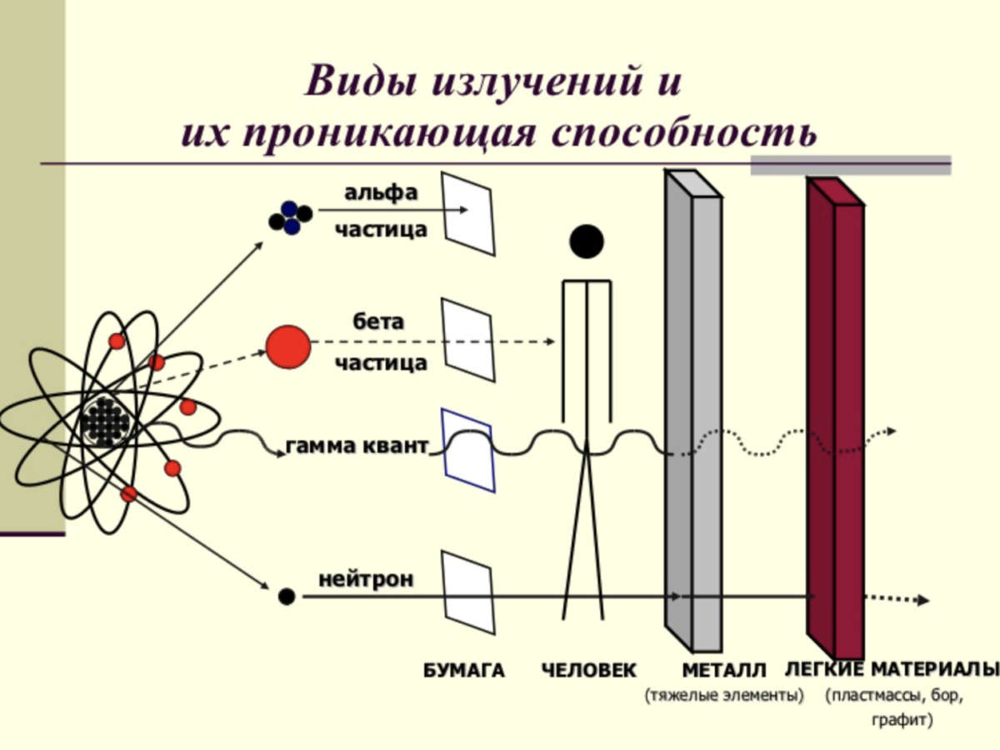 Виды излучений и
их проникающая способность
альфа
частица
бета
частица
гамма квант
нейтрон
БУМАГА ЧЕЛОВЕК МЕТАЛЛ ЛЕГКИЕ МАТЕРИАЛЫ
(тяжелые элементы) (пластмассы, бор,
графит)